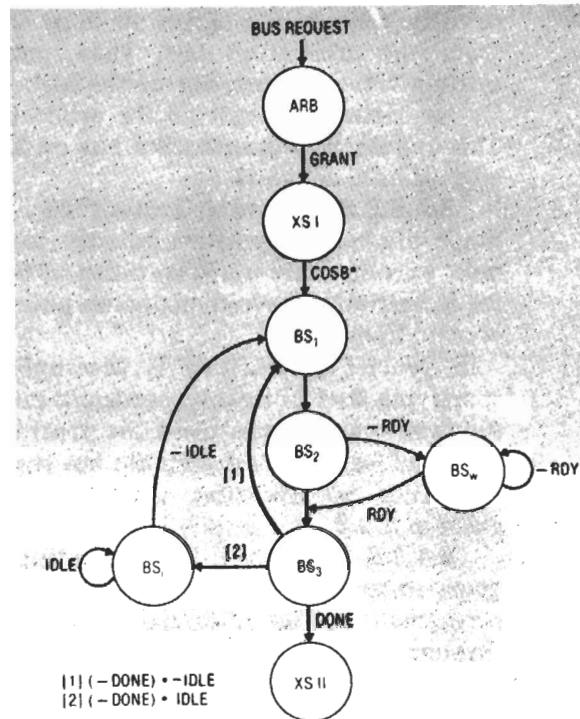 BUS REQUEST
ARB
GRANT
XS I
COSB*
BS₁
BS₂
– RDY
BSw
– RDY
RDY
– IDLE
[1]
IDLE
BSᵢ
[2]
BS₃
DONE
XS II
[1] (– DONE) • –IDLE
[2] (– DONE) • IDLE